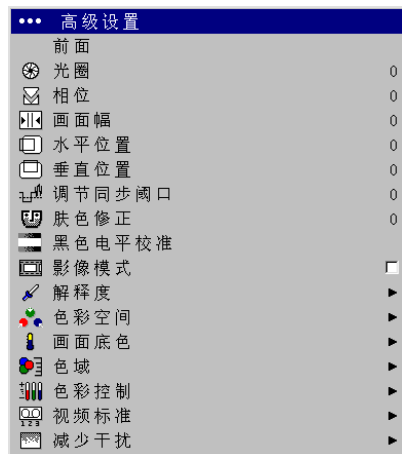 ••• 高级设置
前面
光圈 0
相位 0
画面幅 0
水平位置 0
垂直位置 0
调节同步阈口 0
肤色修正 0
黑色电平校准
影像模式
解释度
色彩空间
画面底色
色域
色彩控制
视频标准
减少干扰